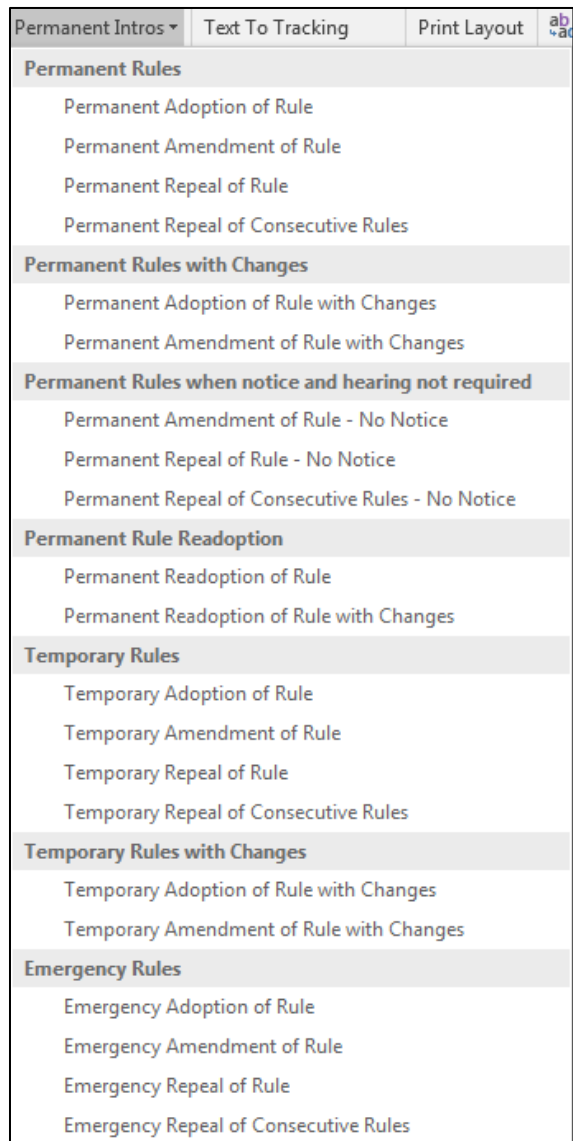 Permanent Intros Text To Tracking Print Layout ab
Permanent Rules
Permanent Adoption of Rule
Permanent Amendment of Rule
Permanent Repeal of Rule
Permanent Repeal of Consecutive Rules
Permanent Rules with Changes
Permanent Adoption of Rule with Changes
Permanent Amendment of Rule with Changes
Permanent Rules when notice and hearing not required
Permanent Amendment of Rule - No Notice
Permanent Repeal of Rule - No Notice
Permanent Repeal of Consecutive Rules - No Notice
Permanent Rule Readoption
Permanent Readoption of Rule
Permanent Readoption of Rule with Changes
Temporary Rules
Temporary Adoption of Rule
Temporary Amendment of Rule
Temporary Repeal of Rule
Temporary Repeal of Consecutive Rules
Temporary Rules with Changes
Temporary Adoption of Rule with Changes
Temporary Amendment of Rule with Changes
Emergency Rules
Emergency Adoption of Rule
Emergency Amendment of Rule
Emergency Repeal of Rule
Emergency Repeal of Consecutive Rules